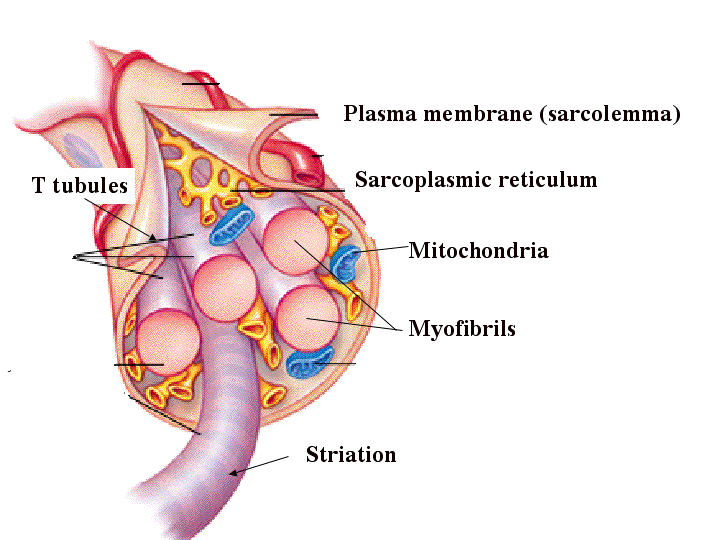 Plasma membrane (sarcolemma)
T tubules
Sarcoplasmic reticulum
Mitochondria
Myofibrils
Striation